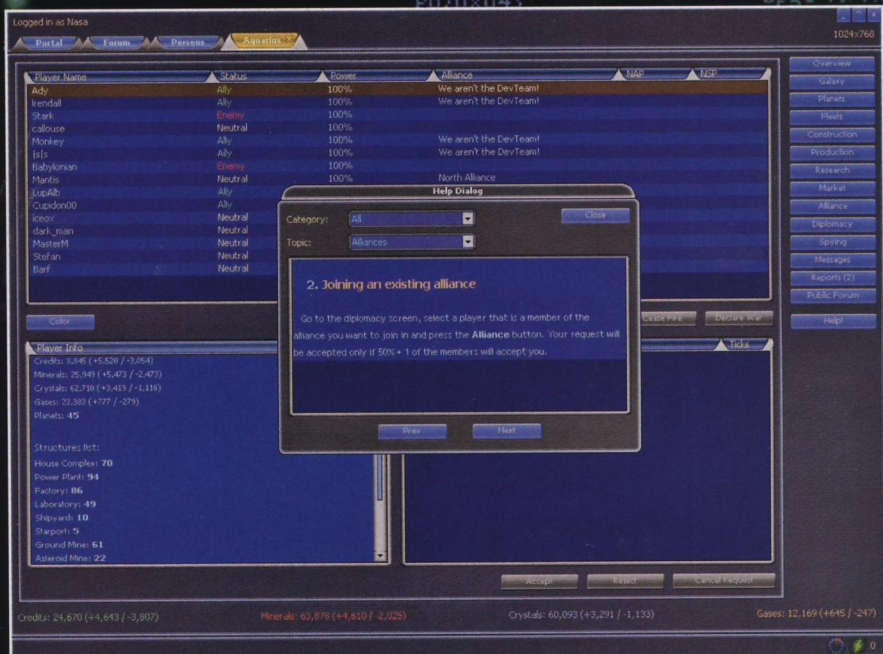 Logged in as Nasa
1024x768
Portal Forum Perseus Aquarius
Player Name Status Power Alliance NAP NSP
Ady Ally 100% We aren't the DevTeam!
Irendall Ally 100% We aren't the DevTeam!
Stark Enemy 100%
callouse Neutral 100%
Monkey Ally 100% We aren't the DevTeam!
|s|s Ally 100% We aren't the DevTeam!
Babylonian Enemy 100%
Mantis Neutral 100% North Alliance
LupAlb Ally
Cupidon00 Ally
iceox Neutral
dark_man Neutral
MasterM Neutral
Stefan Neutral
Barf Neutral
Overview
Galaxy
Planets
Fleets
Construction
Production
Research
Market
Alliance
Diplomacy
Spying
Messages
Reports (2)
Public Forum
Help!
Help Dialog
Category: All
Close
Topic: Alliances
2. Joining an existing alliance
Go to the diplomacy screen, select a player that is a member of the
alliance you want to join in and press the Alliance button. Your request will
be accepted only if 50% + 1 of the members will accept you.
Prev Next
Color
Cease Fire Declare War
Player Info
Ticks
Credits: 9,845 (+5,520 / -3,054)
Minerals: 25,949 (+5,473 / -2,473)
Crystals: 62,710 (+3,419 / -1,116)
Gases: 23,383 (+777 / -279)
Planets: 45
Structures list:
House Complex: 70
Power Plant: 94
Factory: 86
Laboratory: 49
Shipyard: 10
Starport: 5
Ground Mine: 61
Asteroid Mine: 22
Accept Reject Cancel Request
Credits: 24,670 (+4,643 / -3,807) Minerals: 63,878 (+4,610 / -2,025) Crystals: 60,093 (+3,291 / -1,133) Gases: 12,169 (+645 / -247)
0